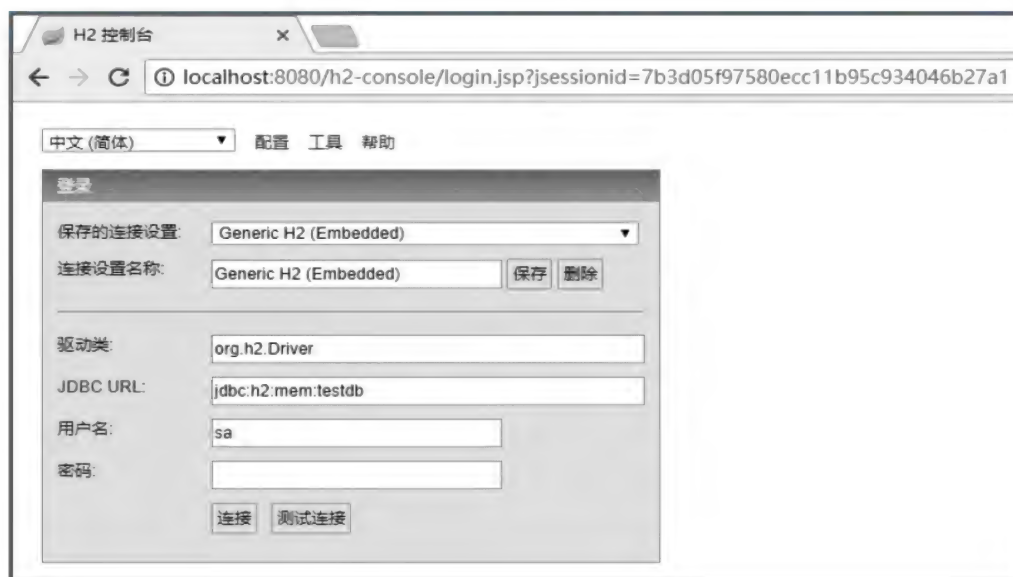 H2 控制台
localhost:8080/h2-console/login.jsp?jsessionid=7b3d05f97580ecc11b95c934046b27a1
中文 (简体) 配置 工具 帮助
登录
保存的连接设置: Generic H2 (Embedded)
连接设置名称: Generic H2 (Embedded) 保存 删除
驱动类: org.h2.Driver
JDBC URL: jdbc:h2:mem:testdb
用户名: sa
密码:
连接 测试连接